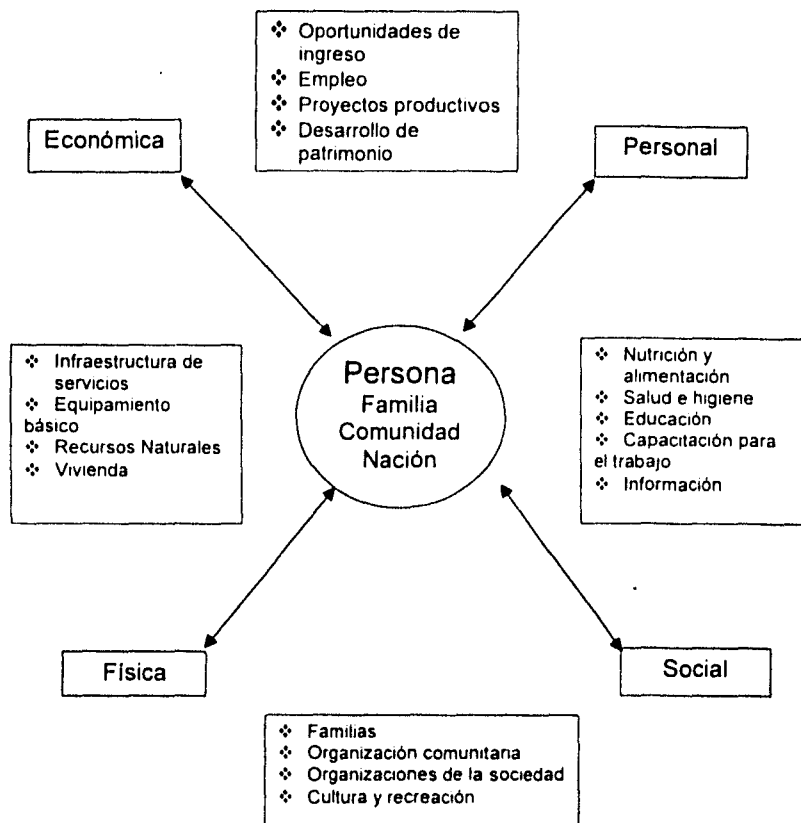 ❖ Oportunidades de
ingreso
❖ Empleo
❖ Proyectos productivos
❖ Desarrollo de
patrimonio
Económica
Personal
❖ Infraestructura de
servicios
❖ Equipamiento
básico
❖ Recursos Naturales
❖ Vivienda
Persona
Familia
Comunidad
Nación
❖ Nutrición y
alimentación
❖ Salud e higiene
❖ Educación
❖ Capacitación para
el trabajo
❖ Información
Física
Social
❖ Familias
❖ Organización comunitaria
❖ Organizaciones de la sociedad
❖ Cultura y recreación